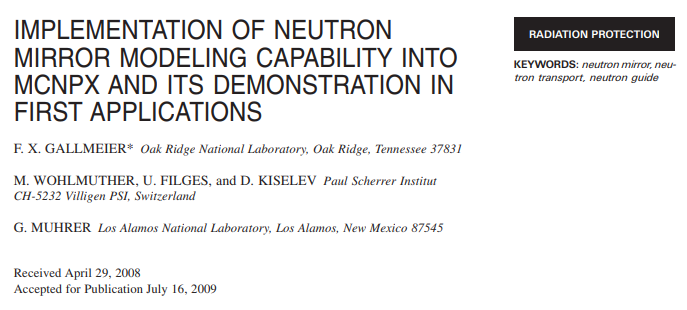 IMPLEMENTATION OF NEUTRON
MIRROR MODELING CAPABILITY INTO
MCNPX AND ITS DEMONSTRATION IN
FIRST APPLICATIONS
RADIATION PROTECTION
KEYWORDS: neutron mirror, neu-
tron transport, neutron guide
F. X. GALLMEIER* Oak Ridge National Laboratory, Oak Ridge, Tennessee 37831
M. WOHLMUTHER, U. FILGES, and D. KISELEV Paul Scherrer Institut
CH-5232 Villigen PSI, Switzerland
G. MUHRER Los Alamos National Laboratory, Los Alamos, New Mexico 87545
Received April 29, 2008
Accepted for Publication July 16, 2009